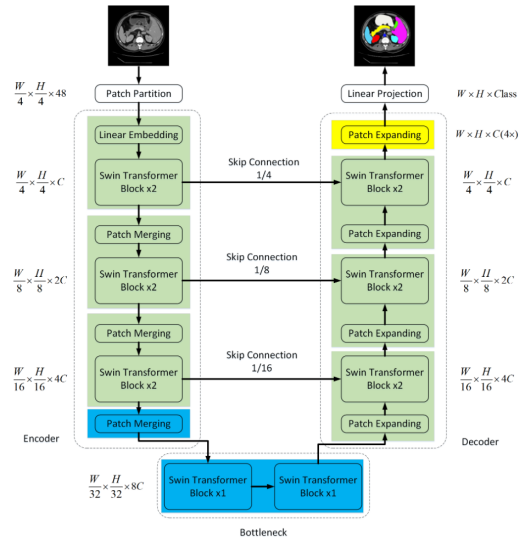 W/4 × H/4 × 48
Patch Partition
Linear Projection
W × H × Class
Linear Embedding
Patch Expanding
W × H × C(4×)
W/4 × H/4 × C
Swin Transformer
Block x2
Skip Connection
1/4
Swin Transformer
Block x2
W/4 × H/4 × C
Patch Merging
Patch Expanding
W/8 × H/8 × 2C
Swin Transformer
Block x2
Skip Connection
1/8
Swin Transformer
Block x2
W/8 × H/8 × 2C
Patch Merging
Patch Expanding
W/16 × H/16 × 4C
Swin Transformer
Block x2
Skip Connection
1/16
Swin Transformer
Block x2
W/16 × H/16 × 4C
Patch Merging
Patch Expanding
Encoder
Decoder
W/32 × H/32 × 8C
Swin Transformer
Block x1
Swin Transformer
Block x1
Bottleneck